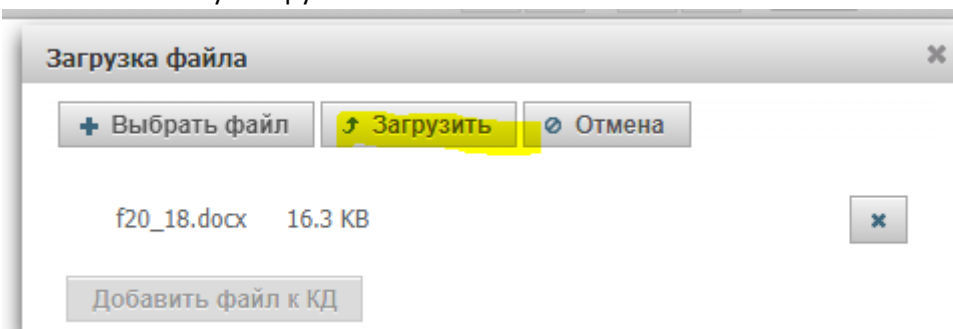 Загрузка файла
Выбрать файл Загрузить Отмена
f20_18.docx 16.3 KB
Добавить файл к КД